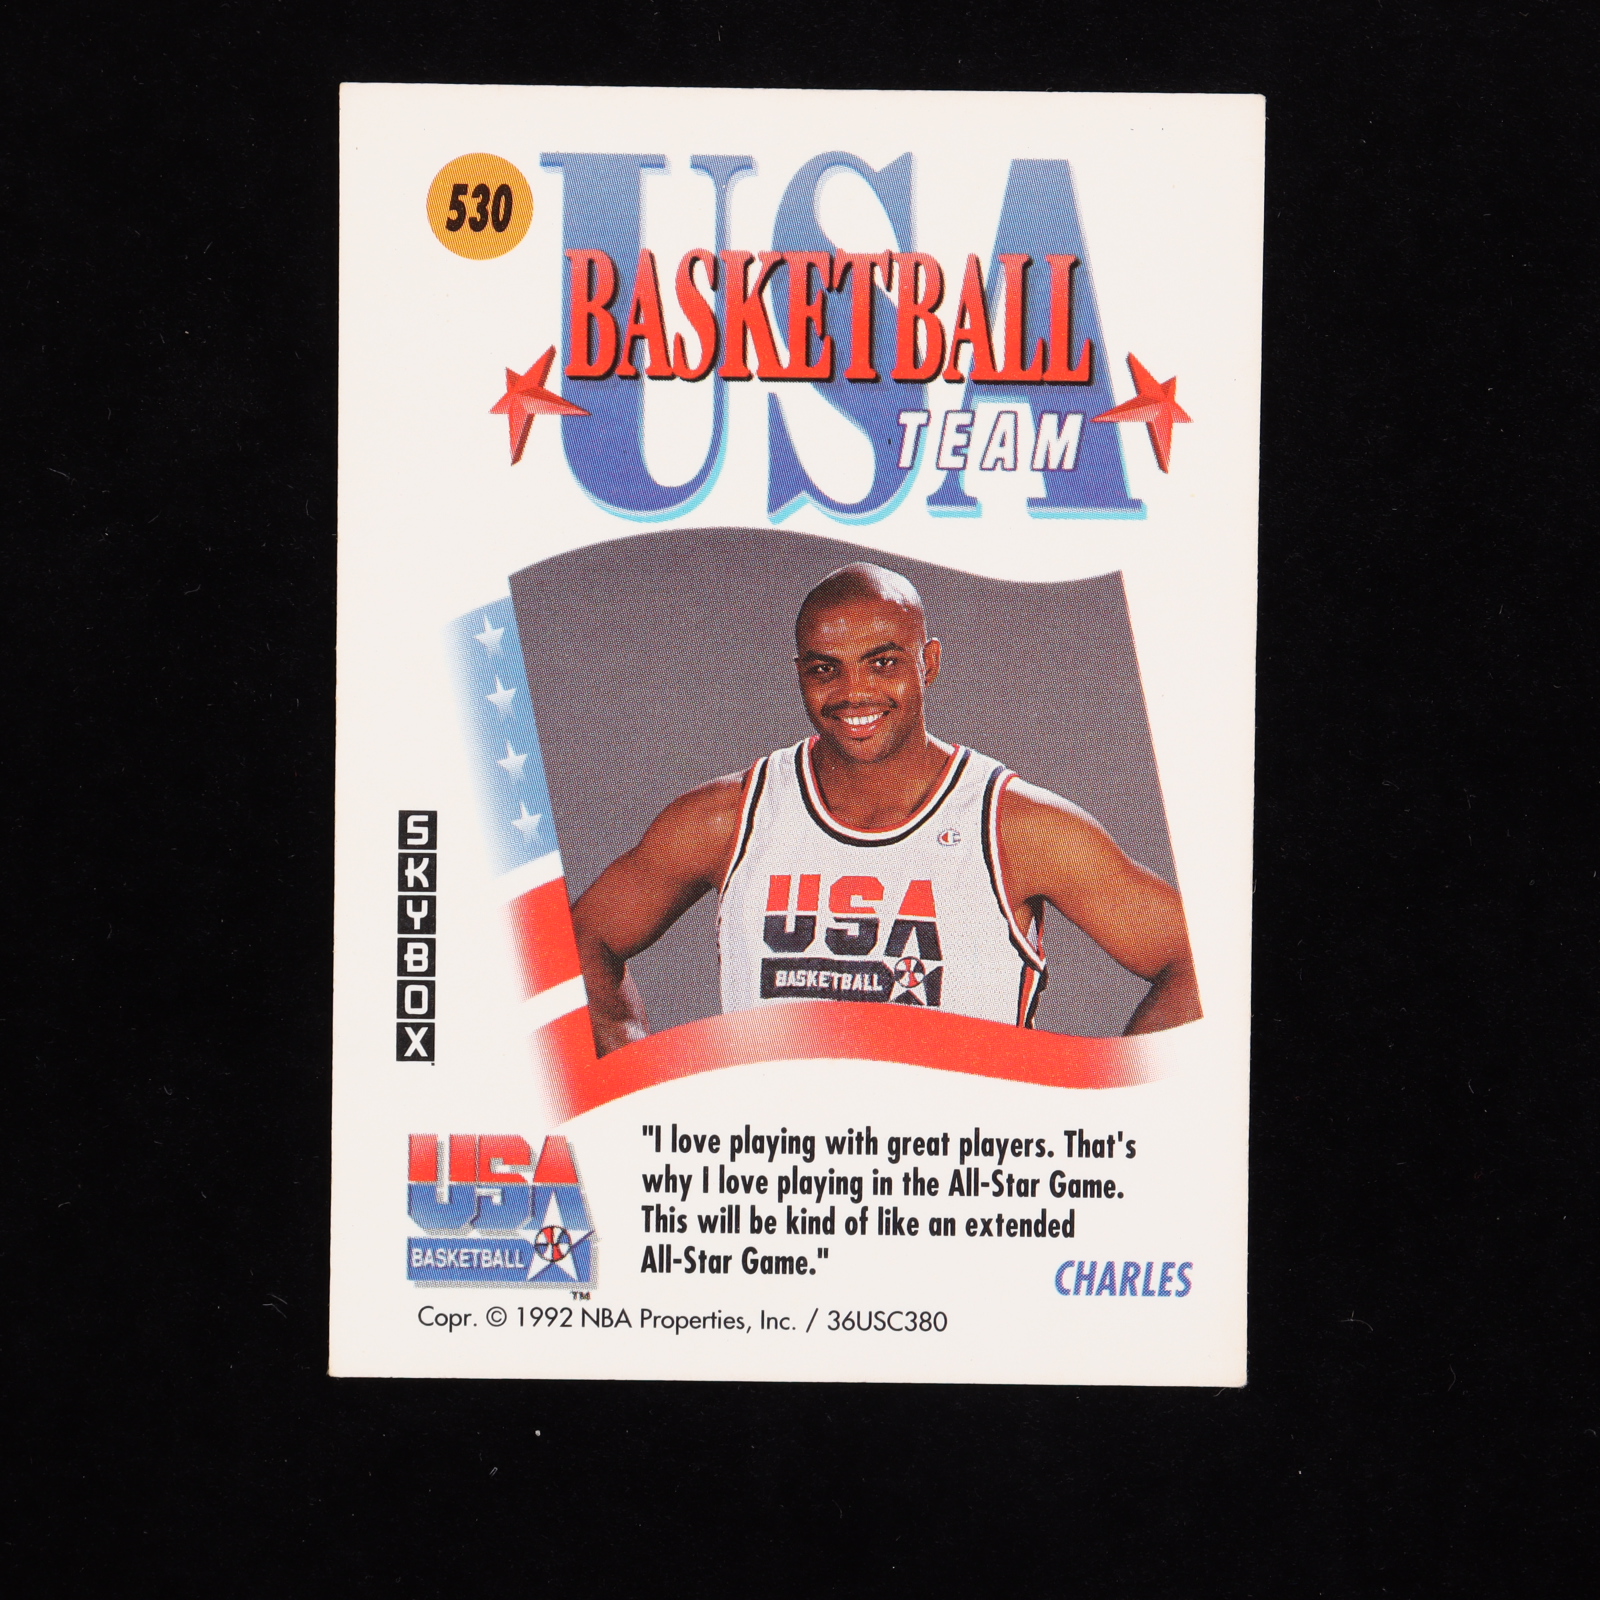 530
USA
BASKETBALL
TEAM
USA
BASKETBALL
SKYBOX
"I love playing with great players. That's
why I love playing in the All-Star Game.
This will be kind of like an extended
All-Star Game."
CHARLES
USA
BASKETBALL
TM
Copr. © 1992 NBA Properties, Inc. / 36USC380